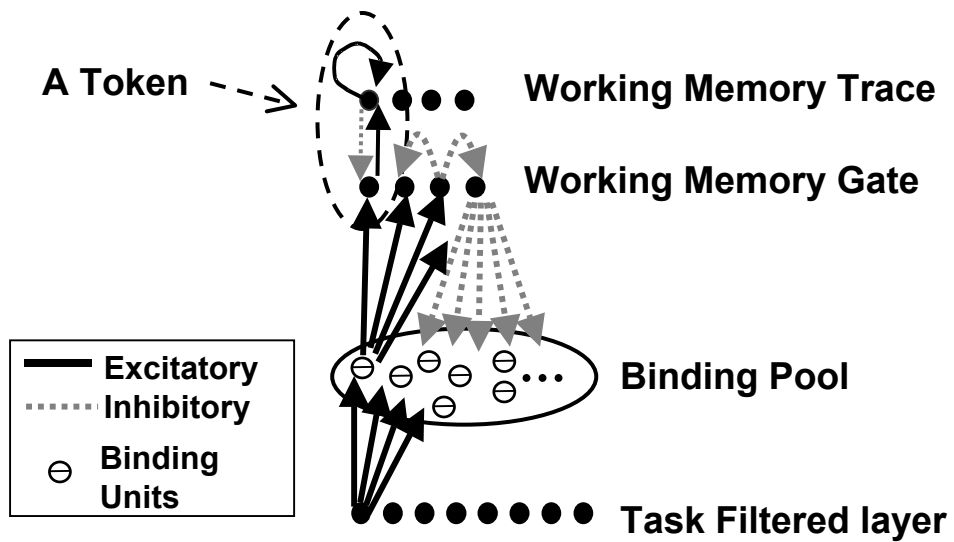 A Token
Working Memory Trace
Working Memory Gate
Excitatory
Inhibitory
Binding
Units
Binding Pool
Task Filtered layer